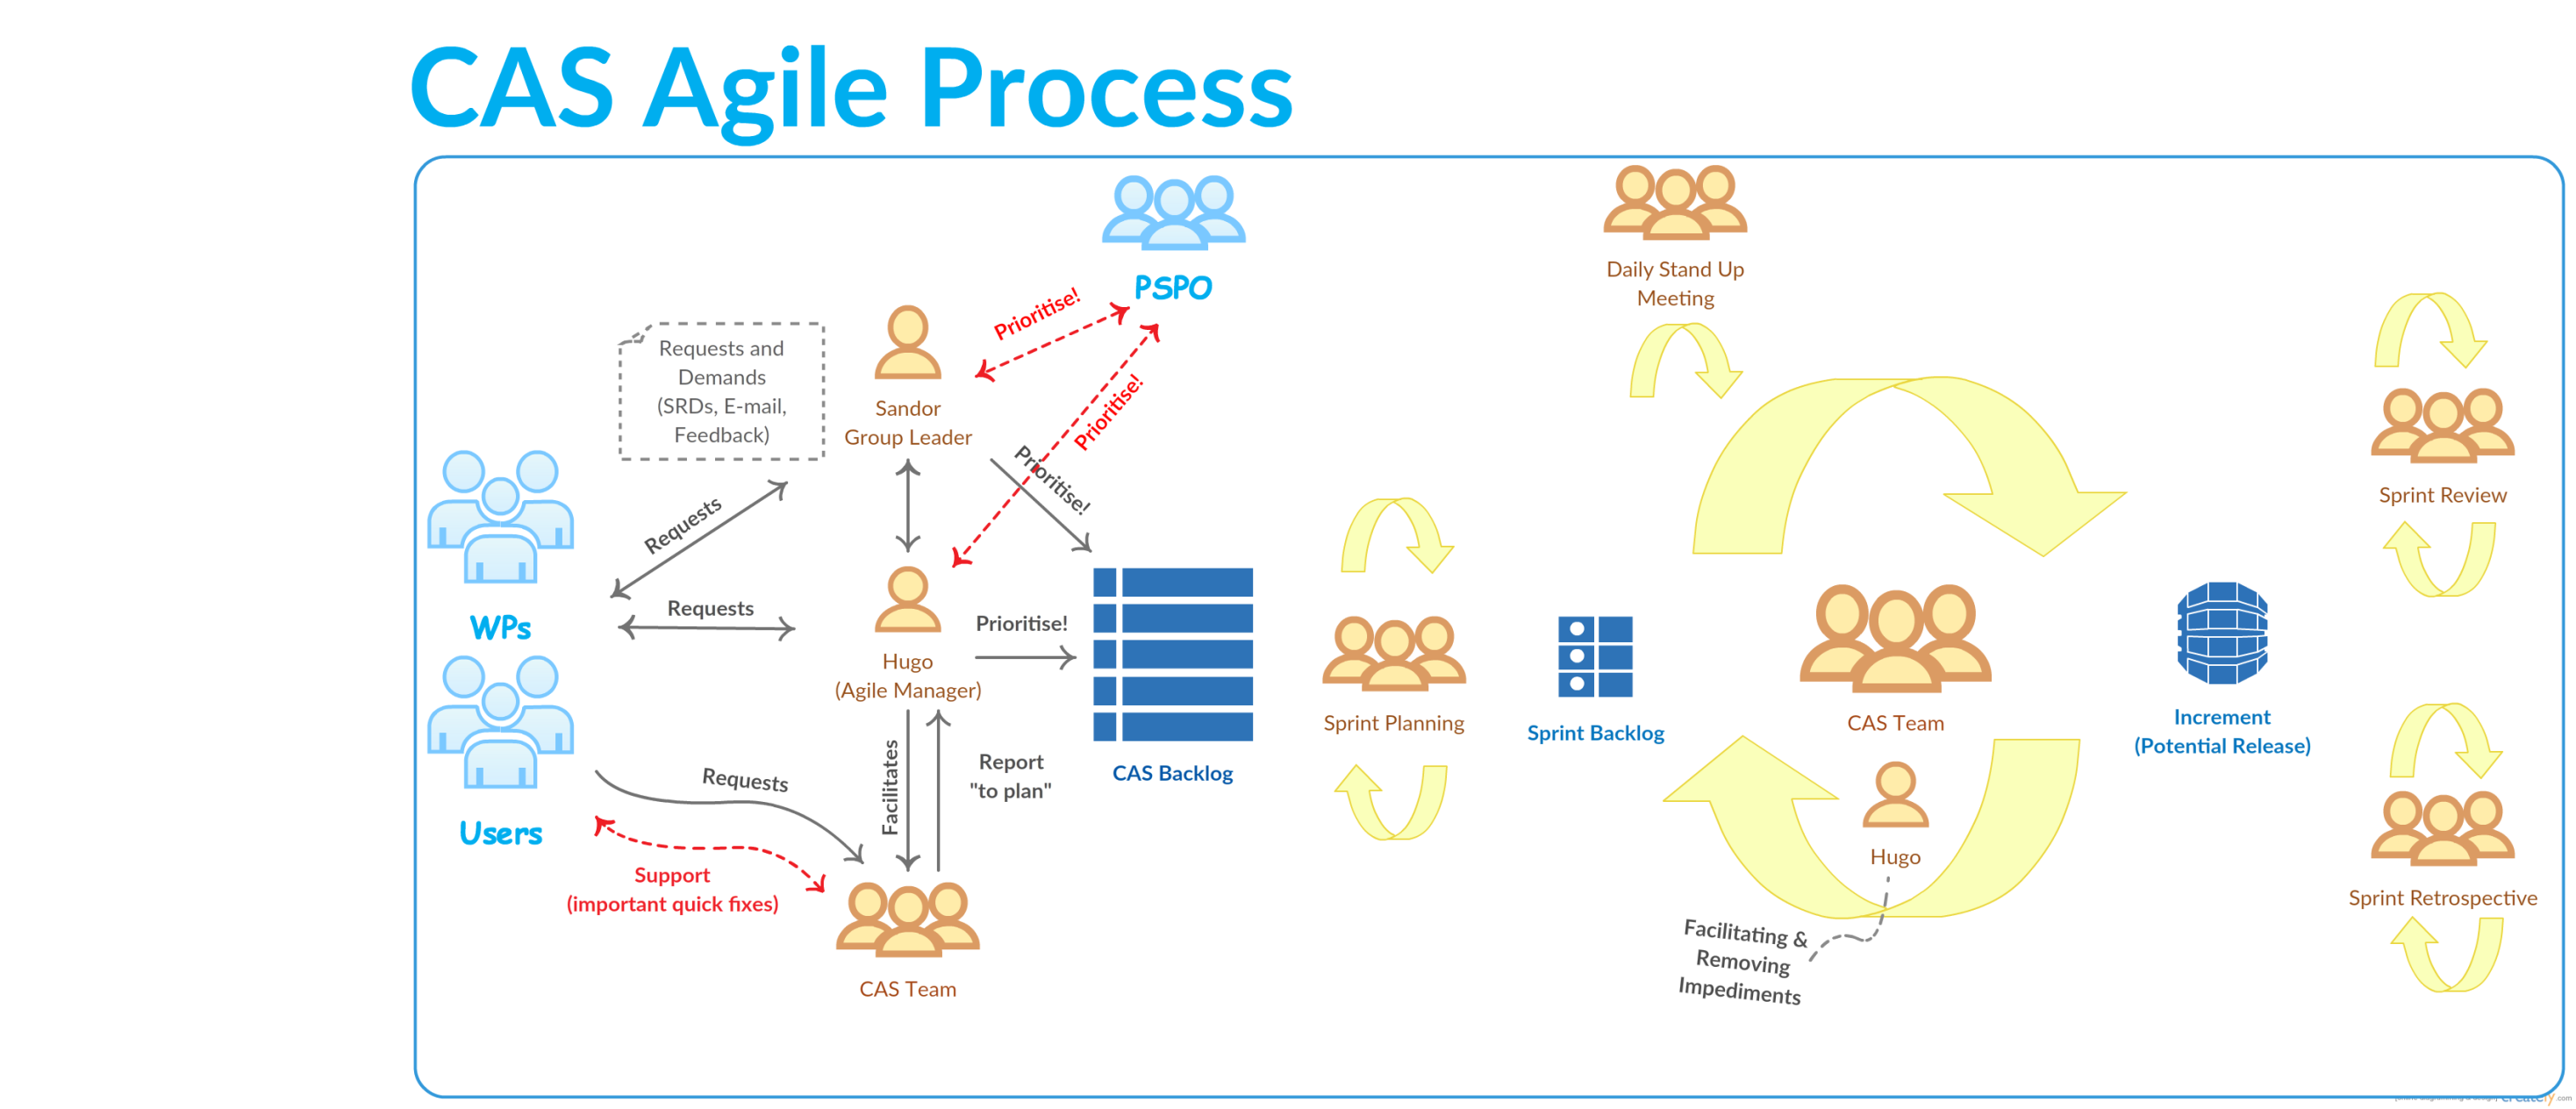 CAS Agile Process
PSPO
Daily Stand Up
Meeting
Prioritise!
Requests and
Demands
(SRDs, E-mail,
Feedback)
Sandor
Group Leader
Prioritise!
Prioritise!
Requests
WPs
Requests
Hugo
(Agile Manager)
Prioritise!
CAS Backlog
Users
Requests
Facilitates
Report
"to plan"
Support
(important quick fixes)
CAS Team
Sprint Planning
Sprint Backlog
CAS Team
Hugo
Facilitating &
Removing
Impediments
Increment
(Potential Release)
Sprint Review
Sprint Retrospective
creately.com